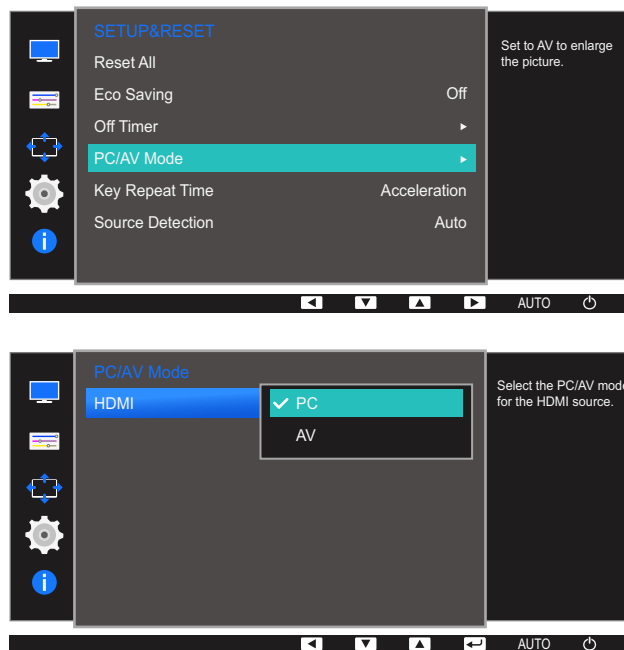 SETUP&RESET
Reset All
Eco Saving Off
Off Timer
PC/AV Mode
Key Repeat Time Acceleration
Source Detection Auto
Set to AV to enlarge
the picture.
AUTO
PC/AV Mode
HDMI
PC
AV
Select the PC/AV mode
for the HDMI source.
AUTO